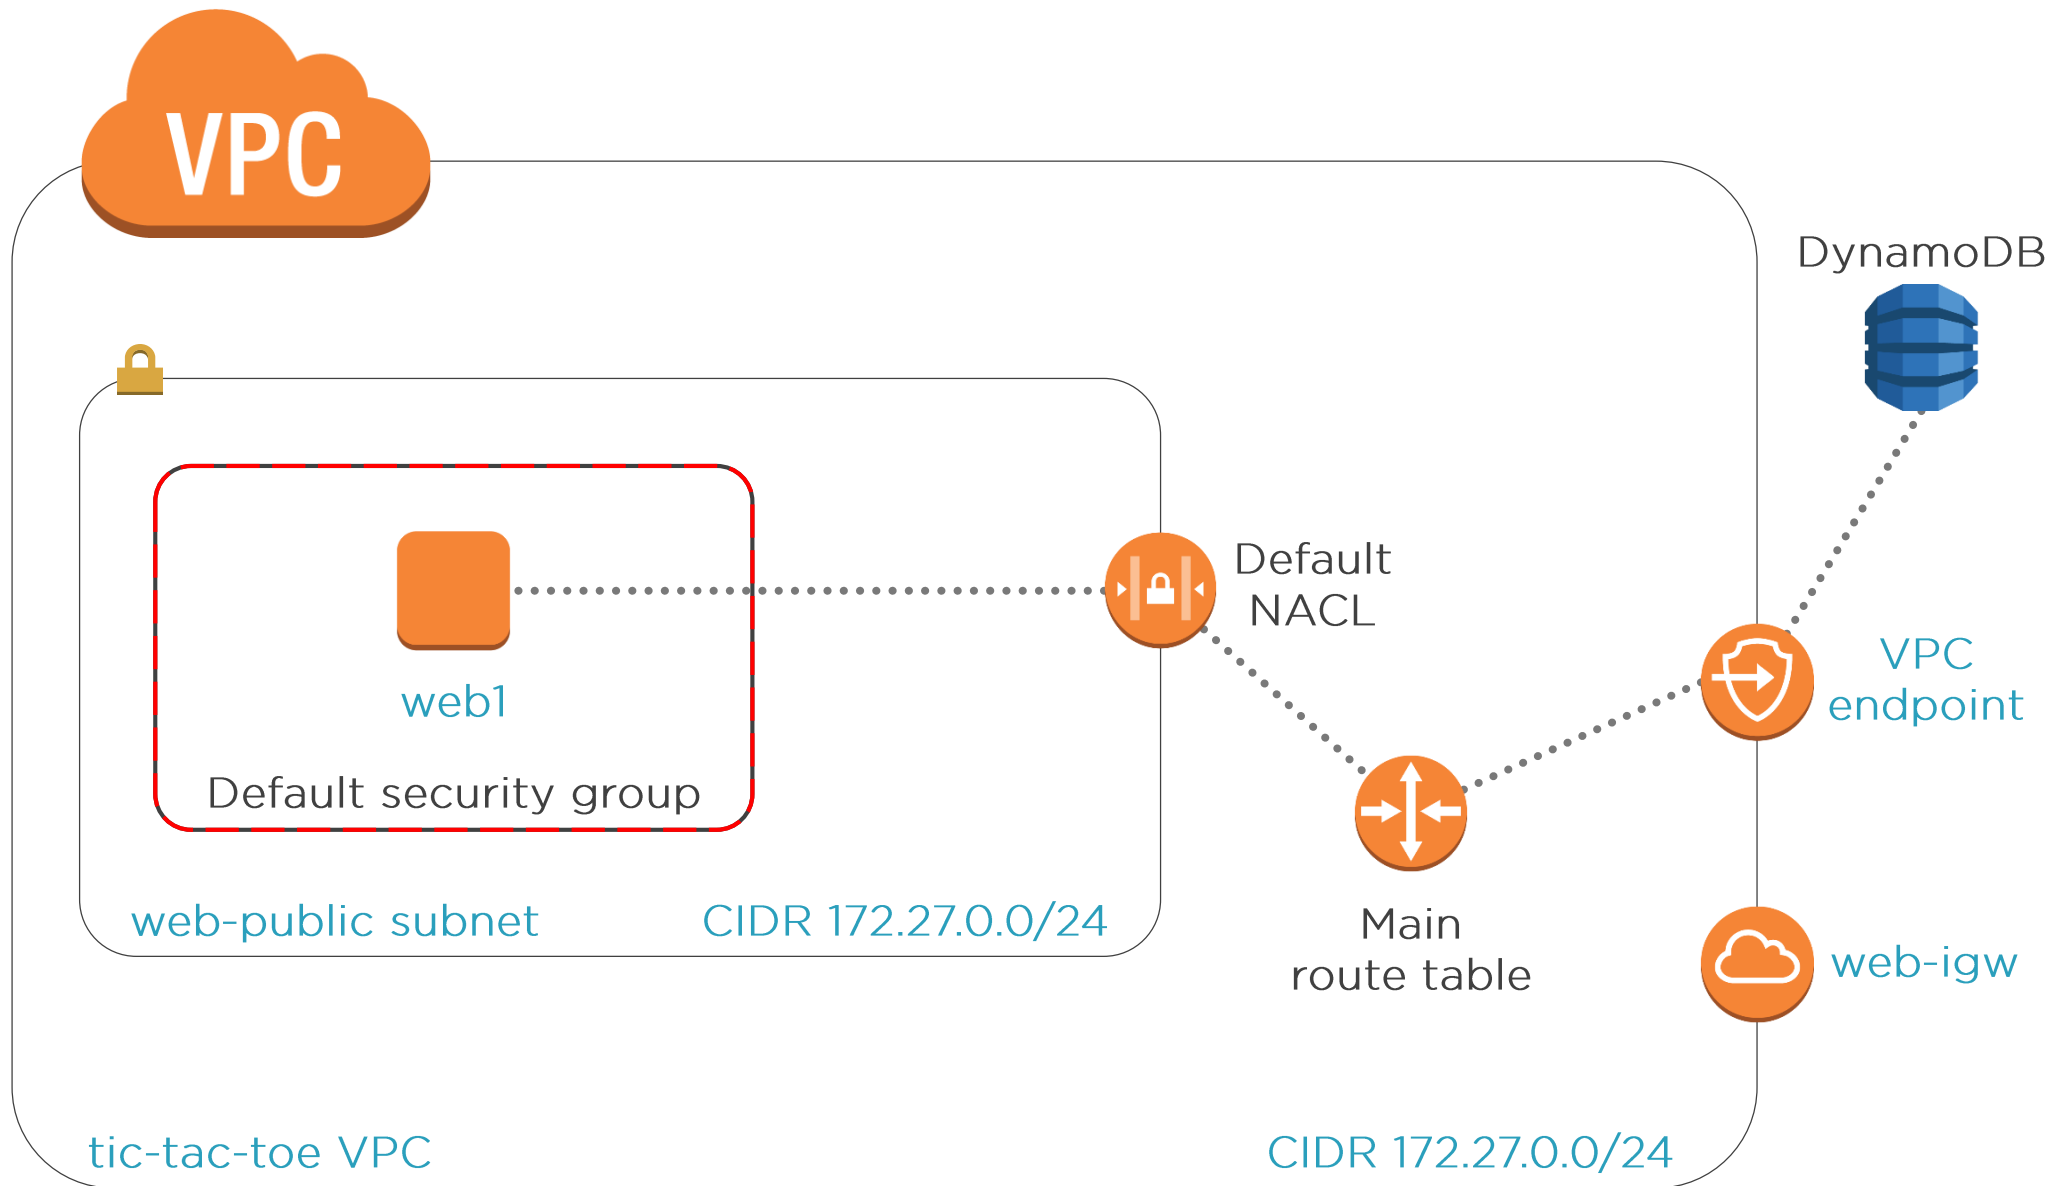 VPC
DynamoDB
Default
NACL
VPC
endpoint
web1
Default security group
web-public subnet
CIDR 172.27.0.0/24
Main
route table
web-igw
tic-tac-toe VPC
CIDR 172.27.0.0/24